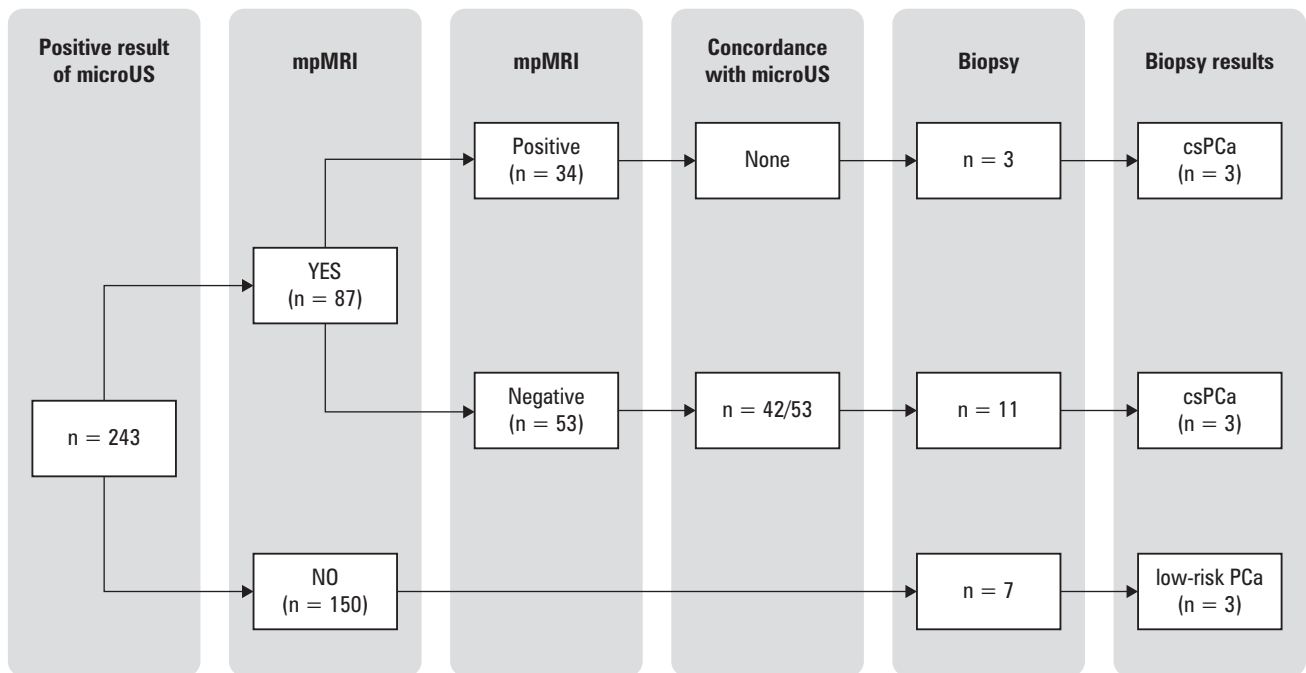 Positive result
of microUS
mpMRI
mpMRI
Concordance
with microUS
Biopsy
Biopsy results
Positive
(n = 34)
None
n = 3
csPCa
(n = 3)
YES
(n = 87)
Negative
(n = 53)
n = 42/53
n = 11
csPCa
(n = 3)
n = 243
NO
(n = 150)
n = 7
low-risk PCa
(n = 3)